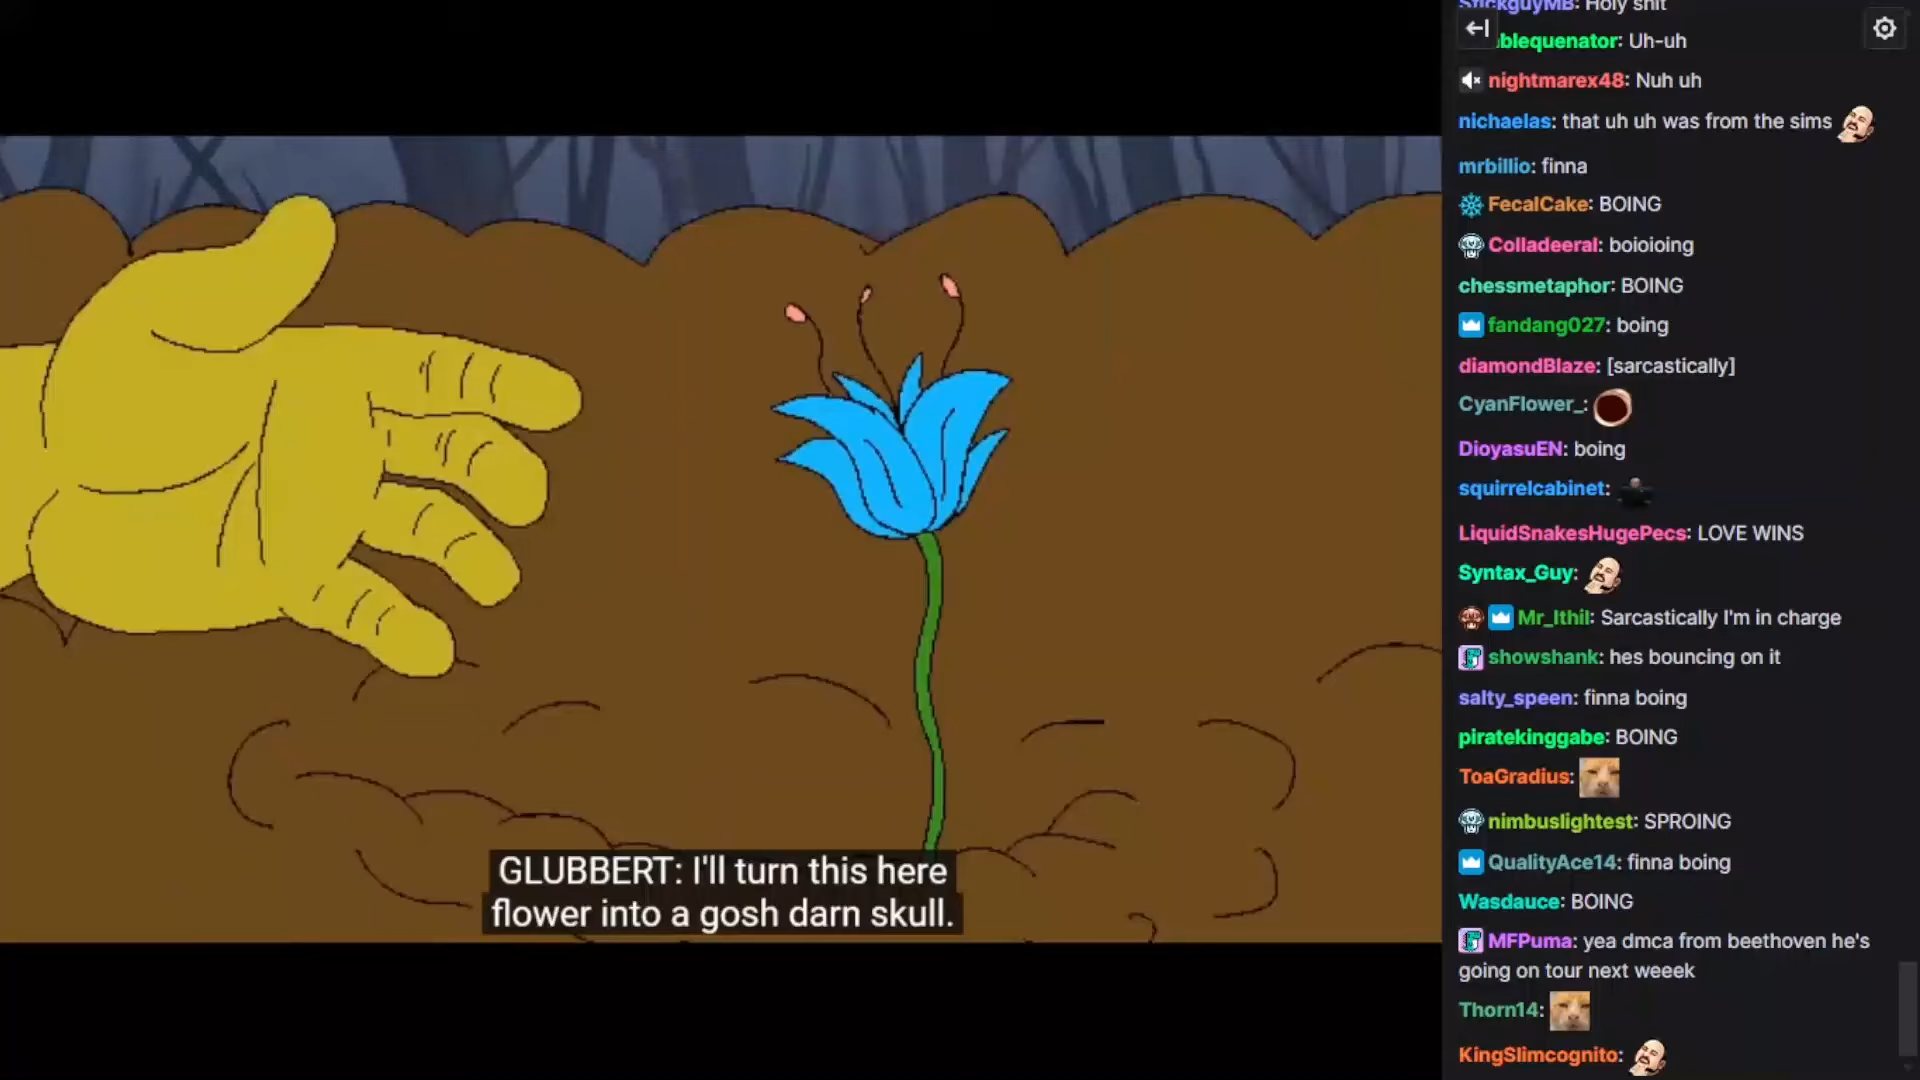 GLUBBERT: I'll turn this here
flower into a gosh darn skull.
StickguyMB: Holy shit
blequenator: Uh-uh
nightmarex48: Nuh uh
nichaelas: that uh uh was from the sims
mrbillio: finna
FecalCake: BOING
Colladeeral: boioioing
chessmetaphor: BOING
fandang027: boing
diamondBlaze: [sarcastically]
CyanFlower_:
DioyasuEN: boing
squirrelcabinet:
LiquidSnakesHugePecs: LOVE WINS
Syntax_Guy:
Mr_Ithil: Sarcastically I'm in charge
showshank: hes bouncing on it
salty_speen: finna boing
piratekinggabe: BOING
ToaGradius:
nimbuslightest: SPROING
QualityAce14: finna boing
Wasdauce: BOING
MFPuma: yea dmca from beethoven he's
going on tour next weeek
Thorn14:
KingSlimcognito: